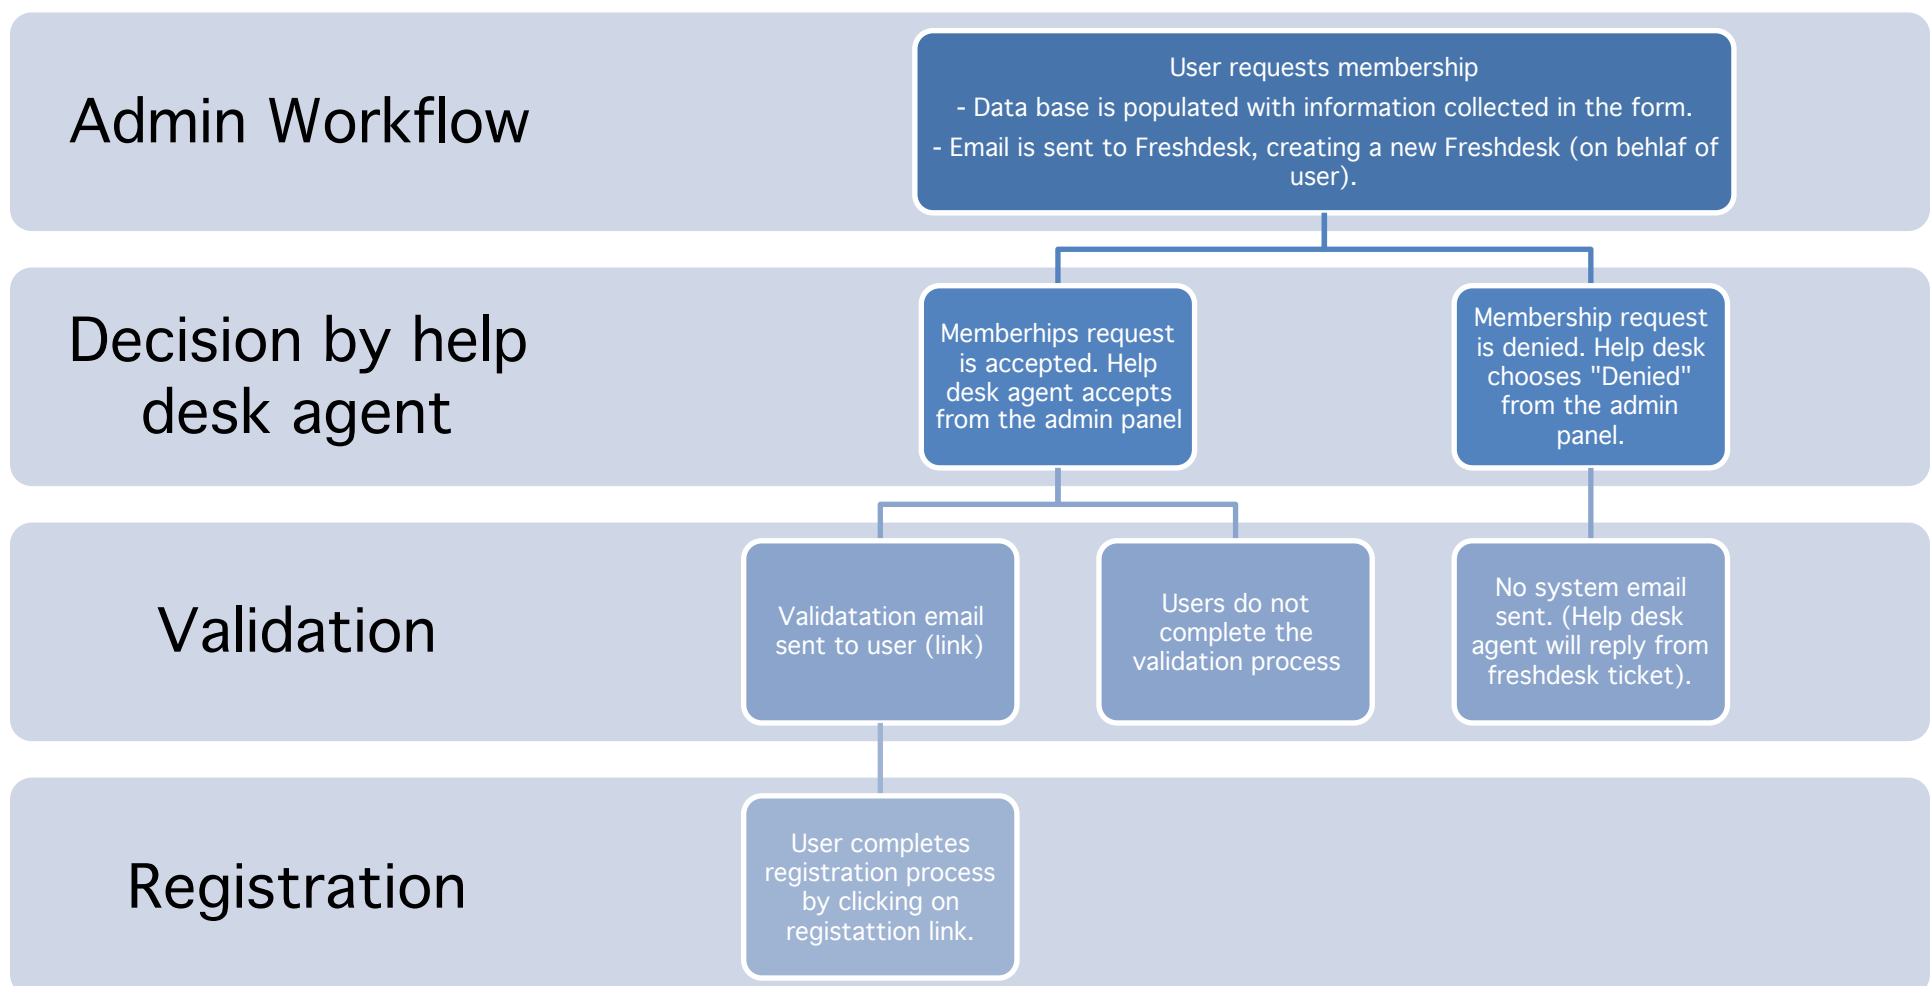 Admin Workflow
User requests membership
- Data base is populated with information collected in the form.
- Email is sent to Freshdesk, creating a new Freshdesk (on behlaf of
user).
Decision by help
desk agent
Memberhips request
is accepted. Help
desk agent accepts
from the admin panel
Membership request
is denied. Help desk
chooses "Denied"
from the admin
panel.
Validation
Validatation email
sent to user (link)
Users do not
complete the
validation process
No system email
sent. (Help desk
agent will reply from
freshdesk ticket).
Registration
User completes
registration process
by clicking on
registattion link.